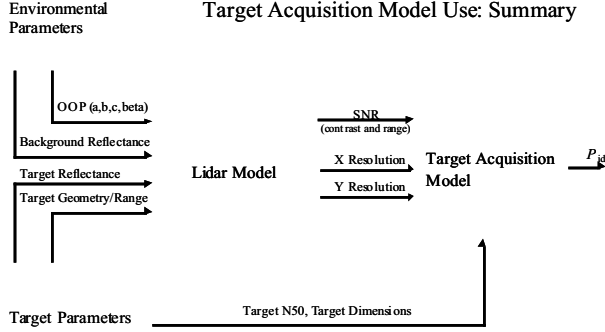 Environmental
Parameters
Target Acquisition Model Use: Summary
OOP (a,b,c,beta)
Background Reflectance
Target Reflectance
Target Geometry/Range
Lidar Model
SNR
(contrast and range)
X Resolution
Y Resolution
Target Acquisition
Model
Pid
Target N50, Target Dimensions
Target Parameters